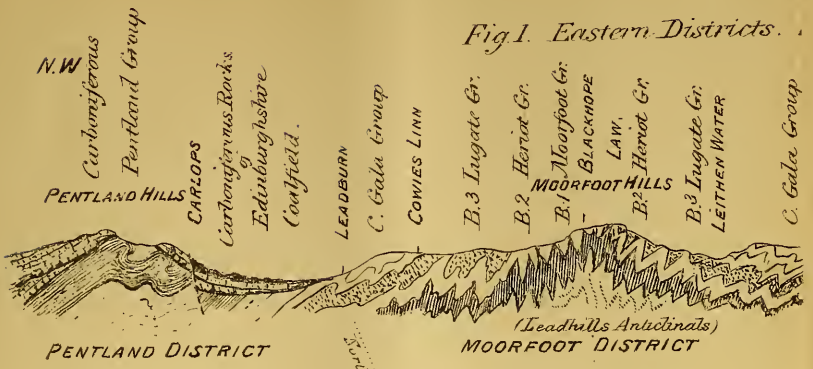 Fig. 1. Eastern Districts.
N.W
Carboniferous
Pentland Group
PENTLAND HILLS
CARLOPS
Carboniferous Rocks
of
Edinburghshire
Coalfield.
LEADBURN
C. Gala Group
COWIES LINN
B.3 Lugate Gr.
B.2 Heriot Gr.
B.1 Moorfoot Gr.
BLACKHOPE
LAW.
MOORFOOT HILLS
B.2 Heriot Gr.
B.3 Lugate Gr.
LEITHEN WATER
C. Gala Group
(Leadhills Anticlinals)
PENTLAND DISTRICT
MOORFOOT DISTRICT